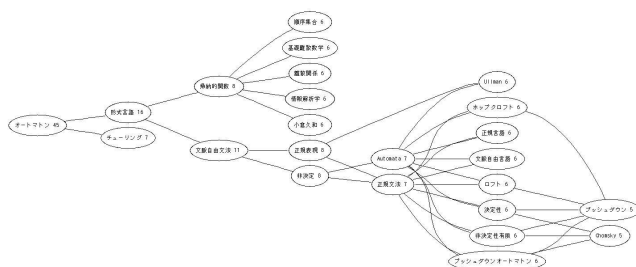 順序集合 6
基礎離散数学 6
離散関係 6
情報解析学 6
小倉久和 6
帰納的関数 8
形式言語 16
オートマトン 45
チューリング 7
文脈自由文法 11
正規表現 8
非決定 8
Ullman 6
ホップクロフト 6
正規言語 6
Automata 7
文脈自由言語 6
正規文法 7
ロフト 6
決定性 6
プッシュダウン 5
非決定性有限 6
Chomsky 5
プッシュダウンオートマトン 6